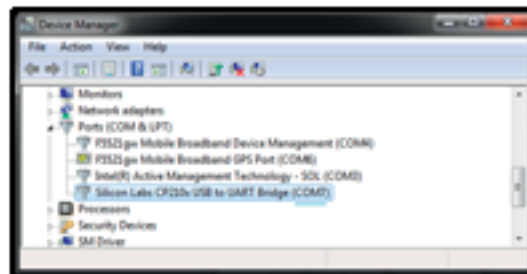 Device Manager
File Action View Help
Monitors
Network adapters
Ports (COM & LPT)
F3521gw Mobile Broadband Device Management (COM4)
F3521gw Mobile Broadband GPS Port (COM6)
Intel(R) Active Management Technology - SOL (COM3)
Silicon Labs CP210x USB to UART Bridge (COM7)
Processors
Security Devices
SM Driver